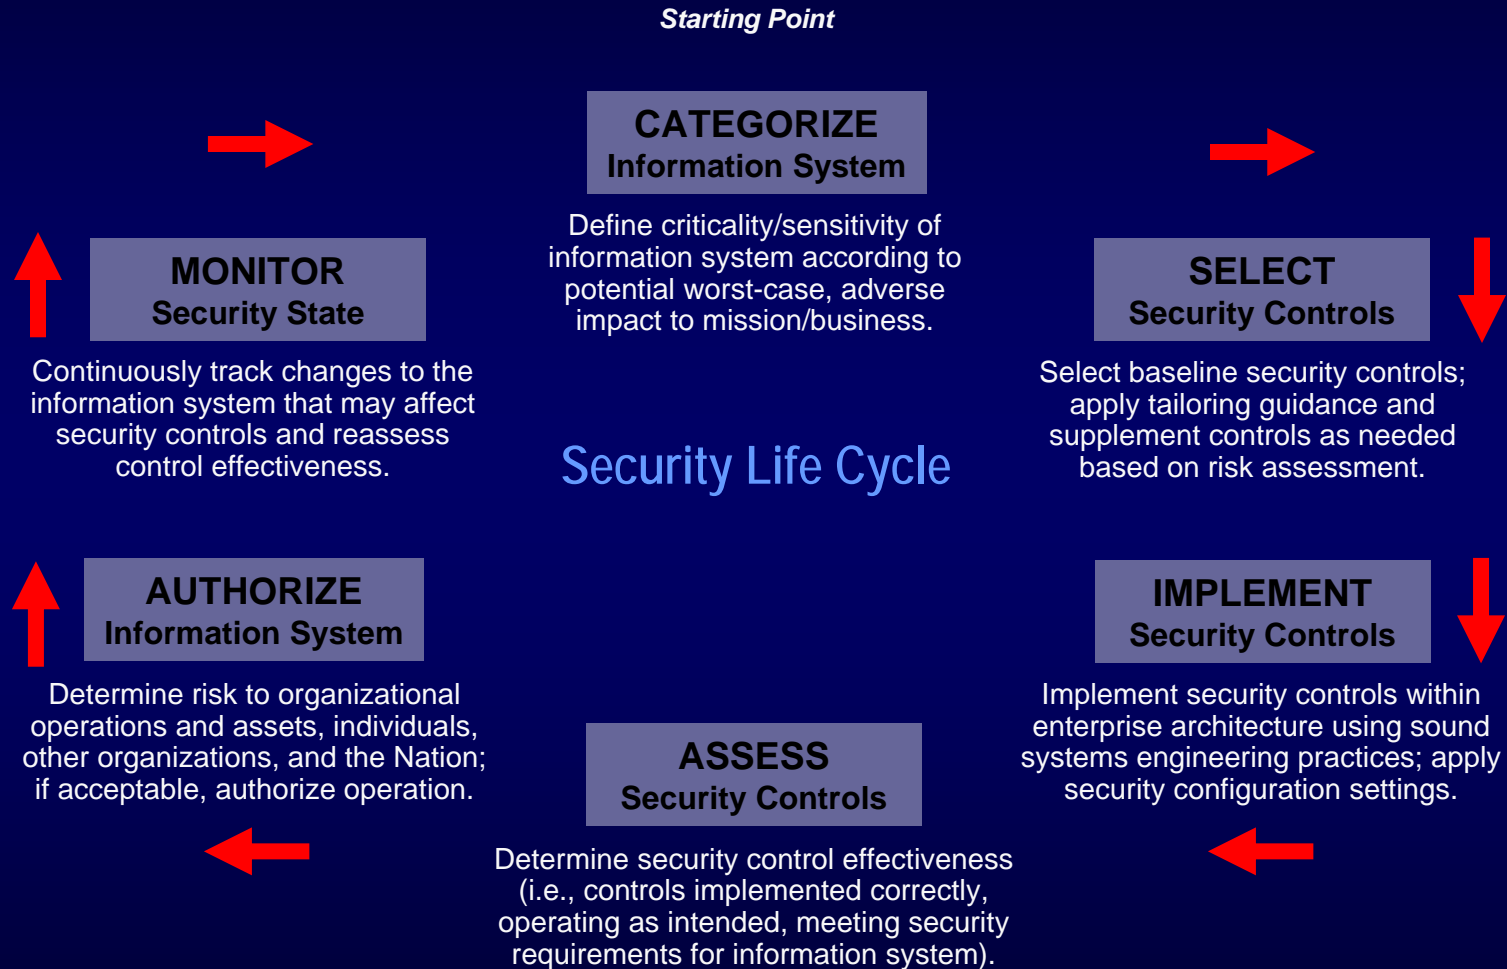 Starting Point
CATEGORIZE
Information System
Define criticality/sensitivity of
information system according to
potential worst-case, adverse
impact to mission/business.
SELECT
Security Controls
Select baseline security controls;
apply tailoring guidance and
supplement controls as needed
based on risk assessment.
IMPLEMENT
Security Controls
Implement security controls within
enterprise architecture using sound
systems engineering practices; apply
security configuration settings.
ASSESS
Security Controls
Determine security control effectiveness
(i.e., controls implemented correctly,
operating as intended, meeting security
requirements for information system).
AUTHORIZE
Information System
Determine risk to organizational
operations and assets, individuals,
other organizations, and the Nation;
if acceptable, authorize operation.
MONITOR
Security State
Continuously track changes to the
information system that may affect
security controls and reassess
control effectiveness.
Security Life Cycle